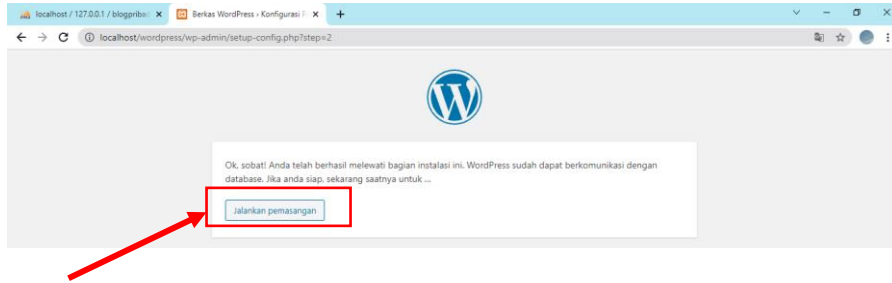 localhost / 127.0.0.1 / blogpribad
Berkas WordPress › Konfigurasi F
localhost/wordpress/wp-admin/setup-config.php?step=2
Ok, sobat! Anda telah berhasil melewati bagian instalasi ini. WordPress sudah dapat berkomunikasi dengan
database. Jika anda siap, sekarang saatnya untuk ...
Jalankan pemasangan